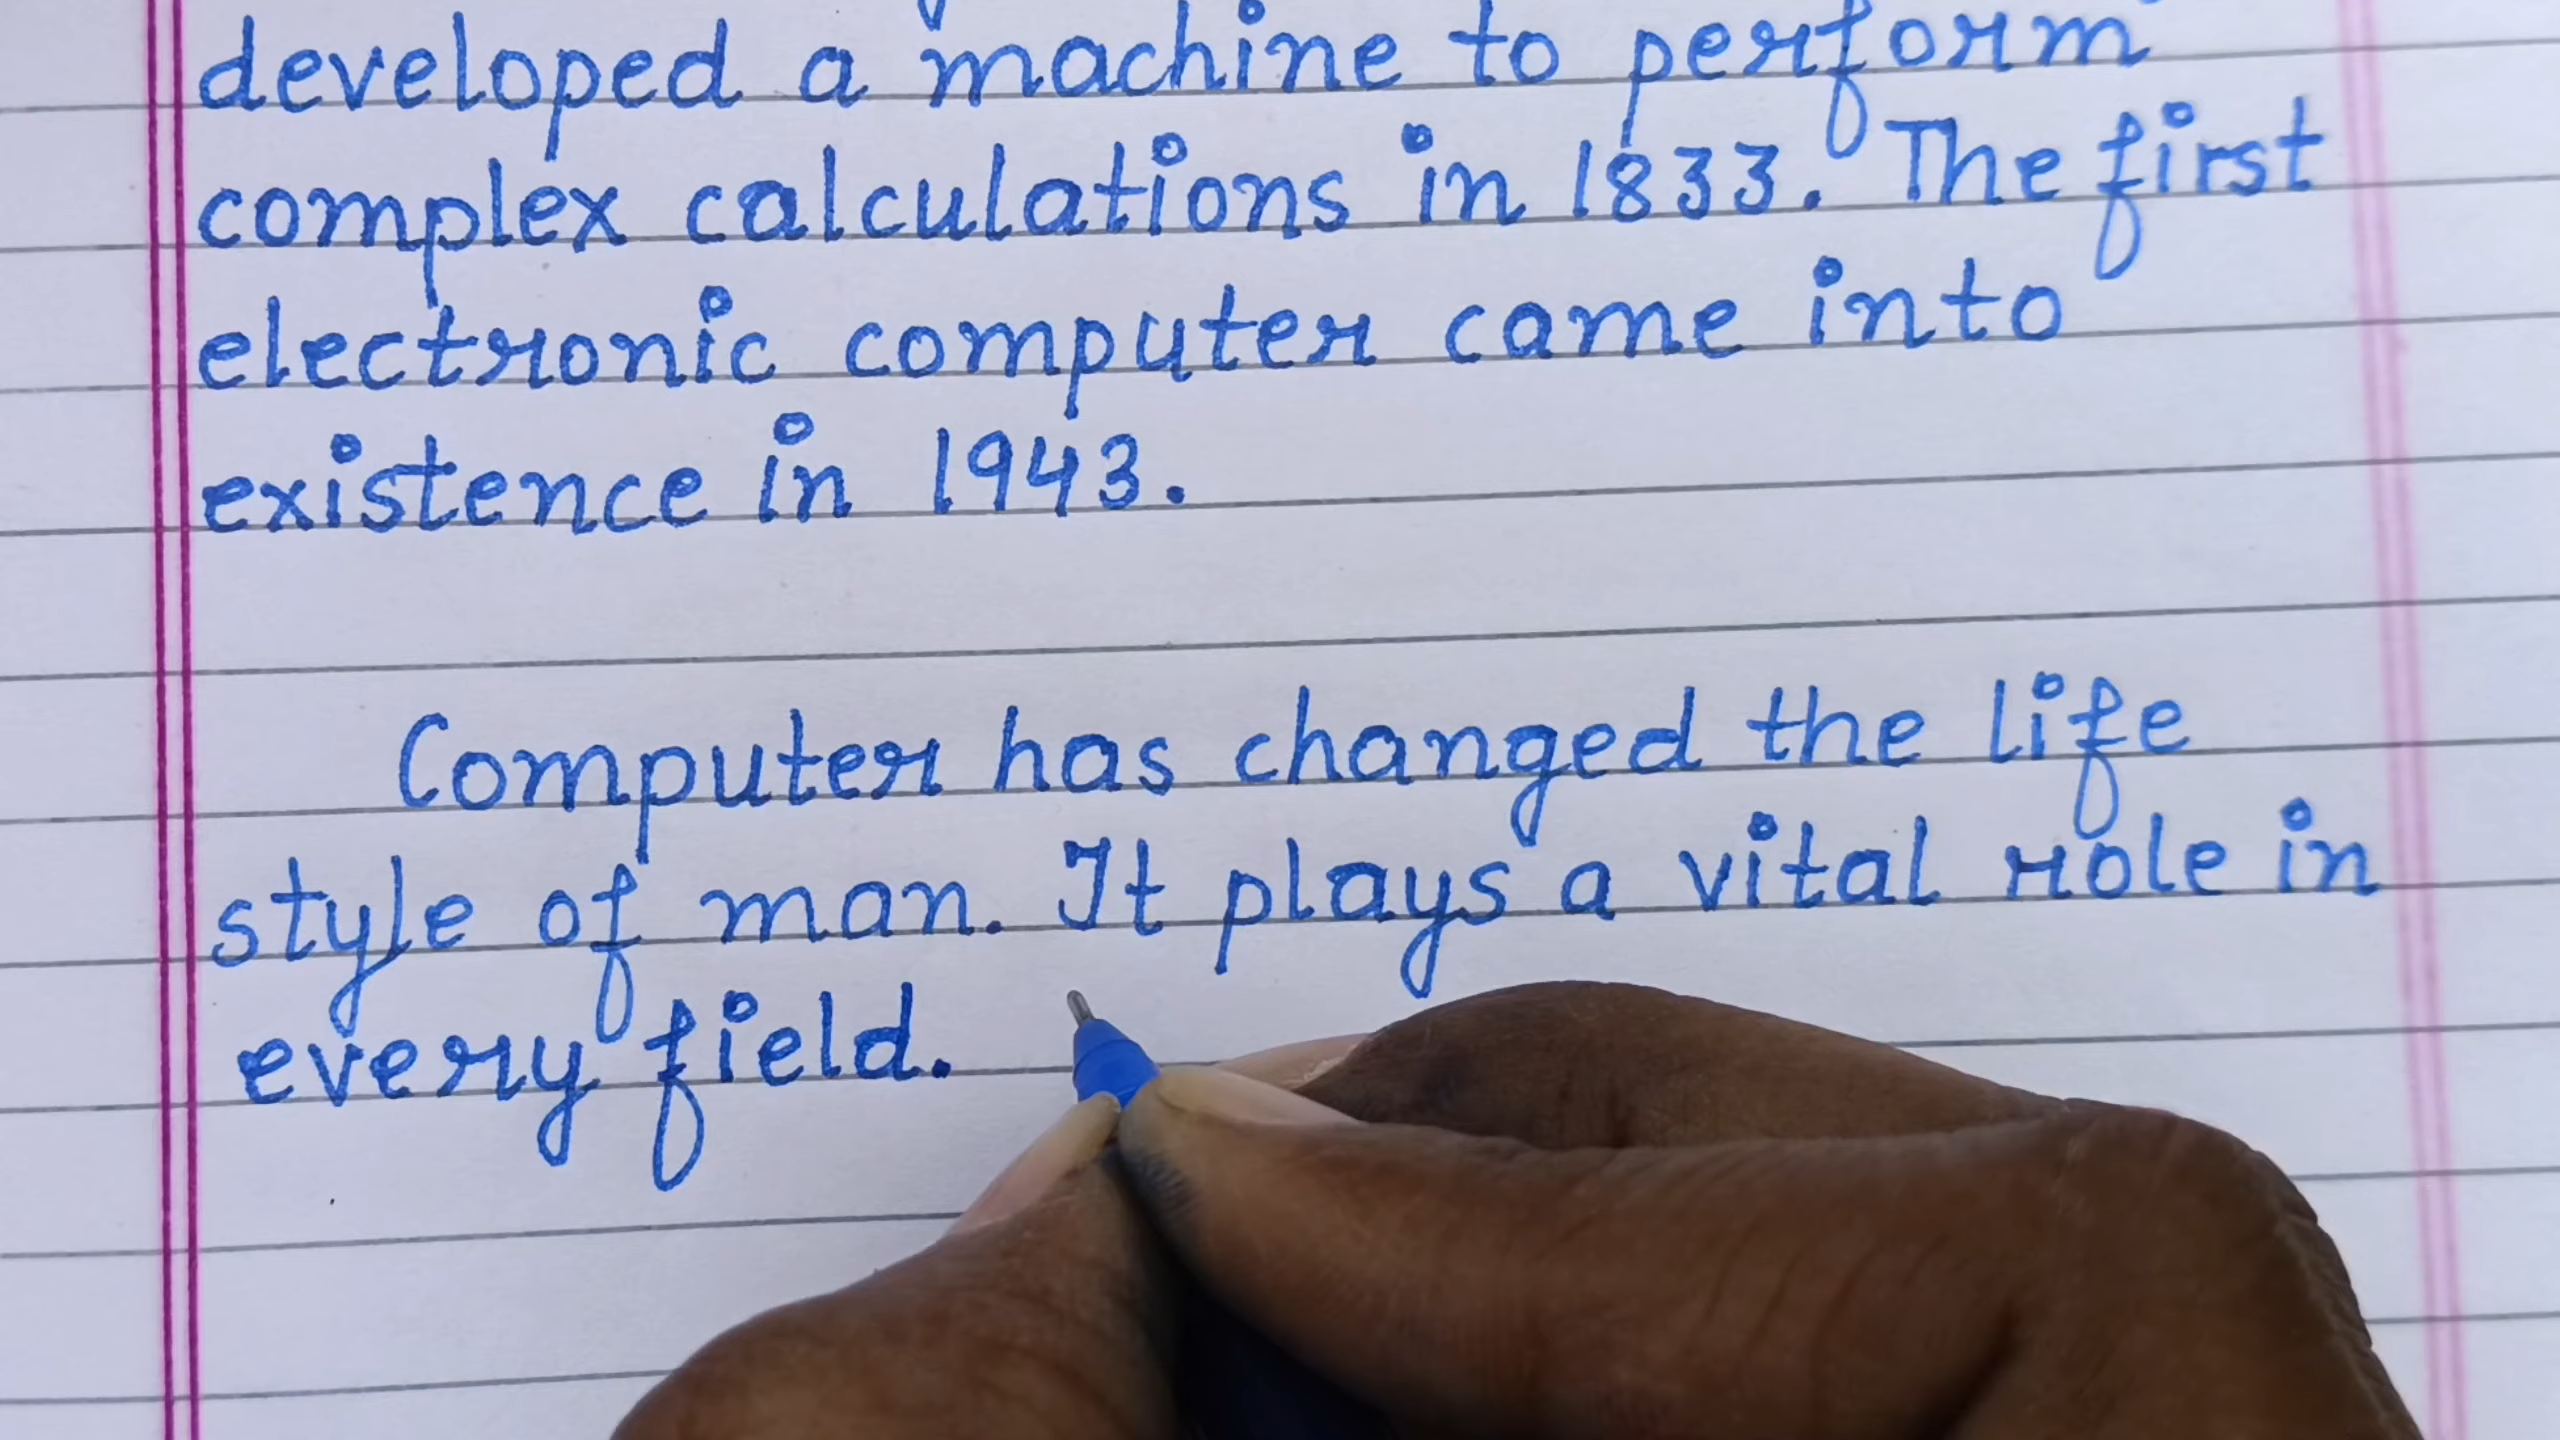 developed a machine to perform
complex calculations in 1833. The first
electronic computer came into
existence in 1943.
Computer has changed the life
style of man. It plays a vital role in
every field.